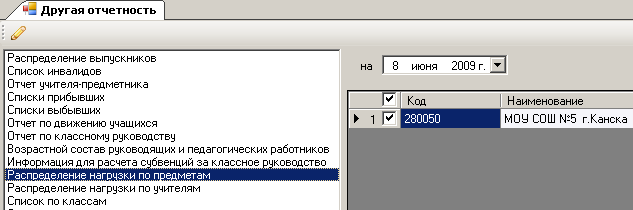 Другая отчетность
Распределение выпускников
Список инвалидов
Отчет учителя-предметника
Списки прибывших
Списки выбывших
Отчет по движению учащихся
Отчет по классному руководству
Возрастной состав руководящих и педагогических работников
Информация для расчета субвенций за классное руководство
Распределение нагрузки по предметам
Распределение нагрузки по учителям
Список по классам
на 8 июня 2009 г.
Код Наименование
1 280050 МОУ СОШ №5 г.Канска